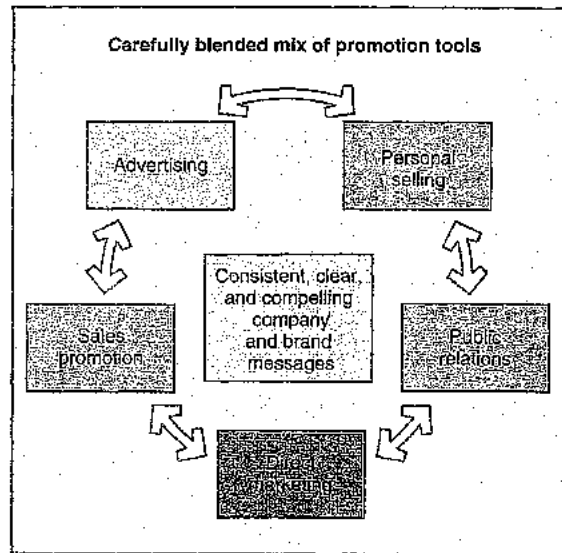 Carefully blended mix of promotion tools
Advertising
Personal
selling
Consistent, clear,
and compelling
company
and brand
messages
Sales
promotion
Public
relations
Direct
marketing